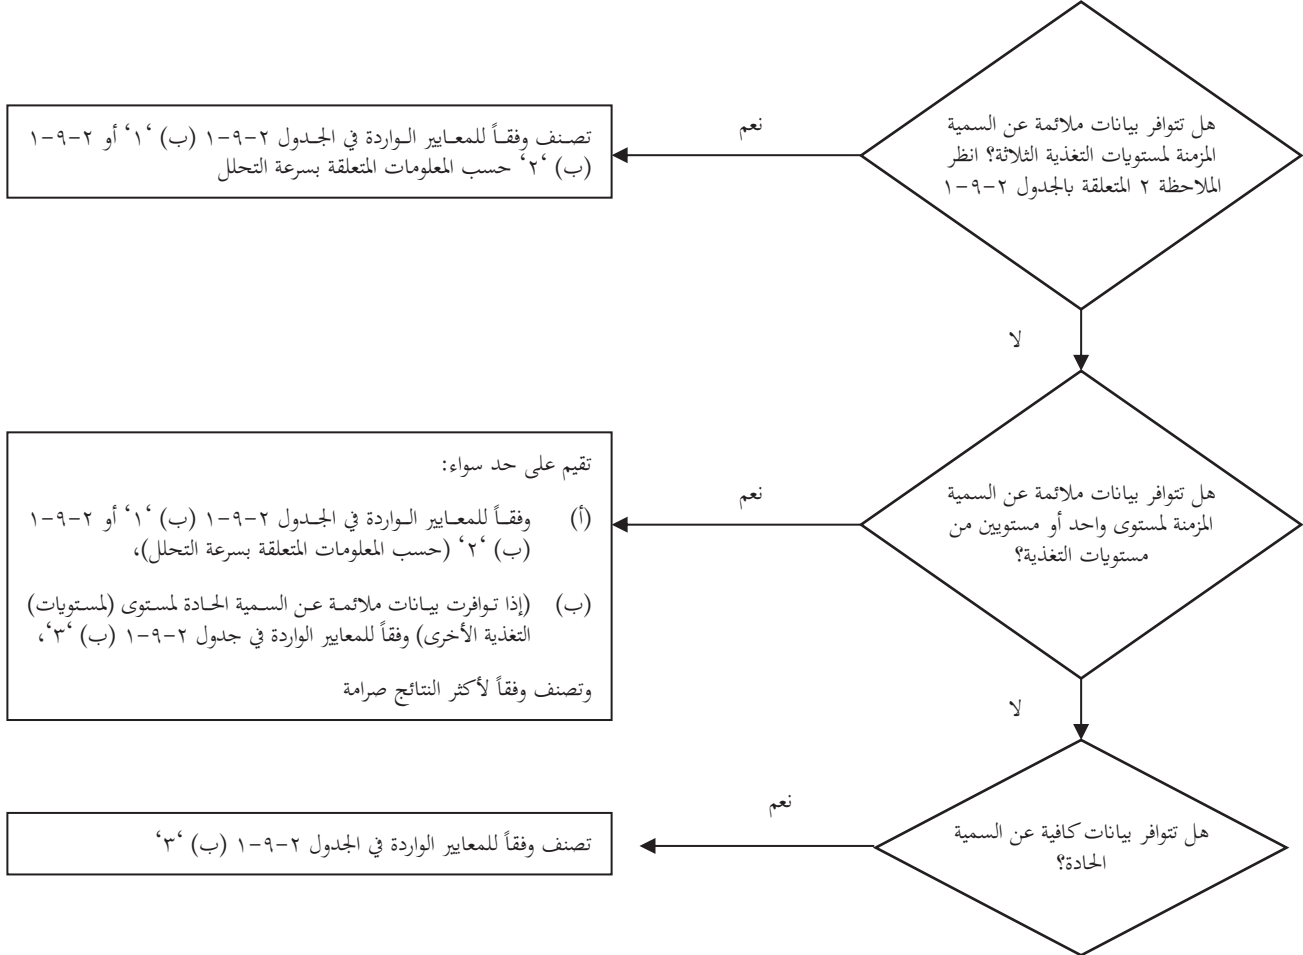 هل تتوافر بيانات ملائمة عن السمية
المزمنة لمستويات التغذية الثلاثة؟ انظر
الملاحظة ٢ المتعلقة بالجدول ٢-٩-١
نعم
تصنف وفقاً للمعايير الواردة في الجدول ٢-٩-١ (ب) ‘١‘ أو ٢-٩-١
(ب) ‘٢‘ حسب المعلومات المتعلقة بسرعة التحلل
لا
هل تتوافر بيانات ملائمة عن السمية
المزمنة لمستوى واحد أو مستويين من
مستويات التغذية؟
نعم
تقيم على حد سواء:
(أ) وفقاً للمعايير الواردة في الجدول ٢-٩-١ (ب) ‘١‘ أو ٢-٩-١
(ب) ‘٢‘ (حسب المعلومات المتعلقة بسرعة التحلل)،
(ب) (إذا توافرت بيانات ملائمة عن السمية الحادة لمستوى (لمستويات)
التغذية الأخرى) وفقاً للمعايير الواردة في جدول ٢-٩-١ (ب) ‘٣‘،
وتصنف وفقاً لأكثر النتائج صرامة
لا
هل تتوافر بيانات كافية عن السمية
الحادة؟
نعم
تصنف وفقاً للمعايير الواردة في الجدول ٢-٩-١ (ب) ‘٣‘